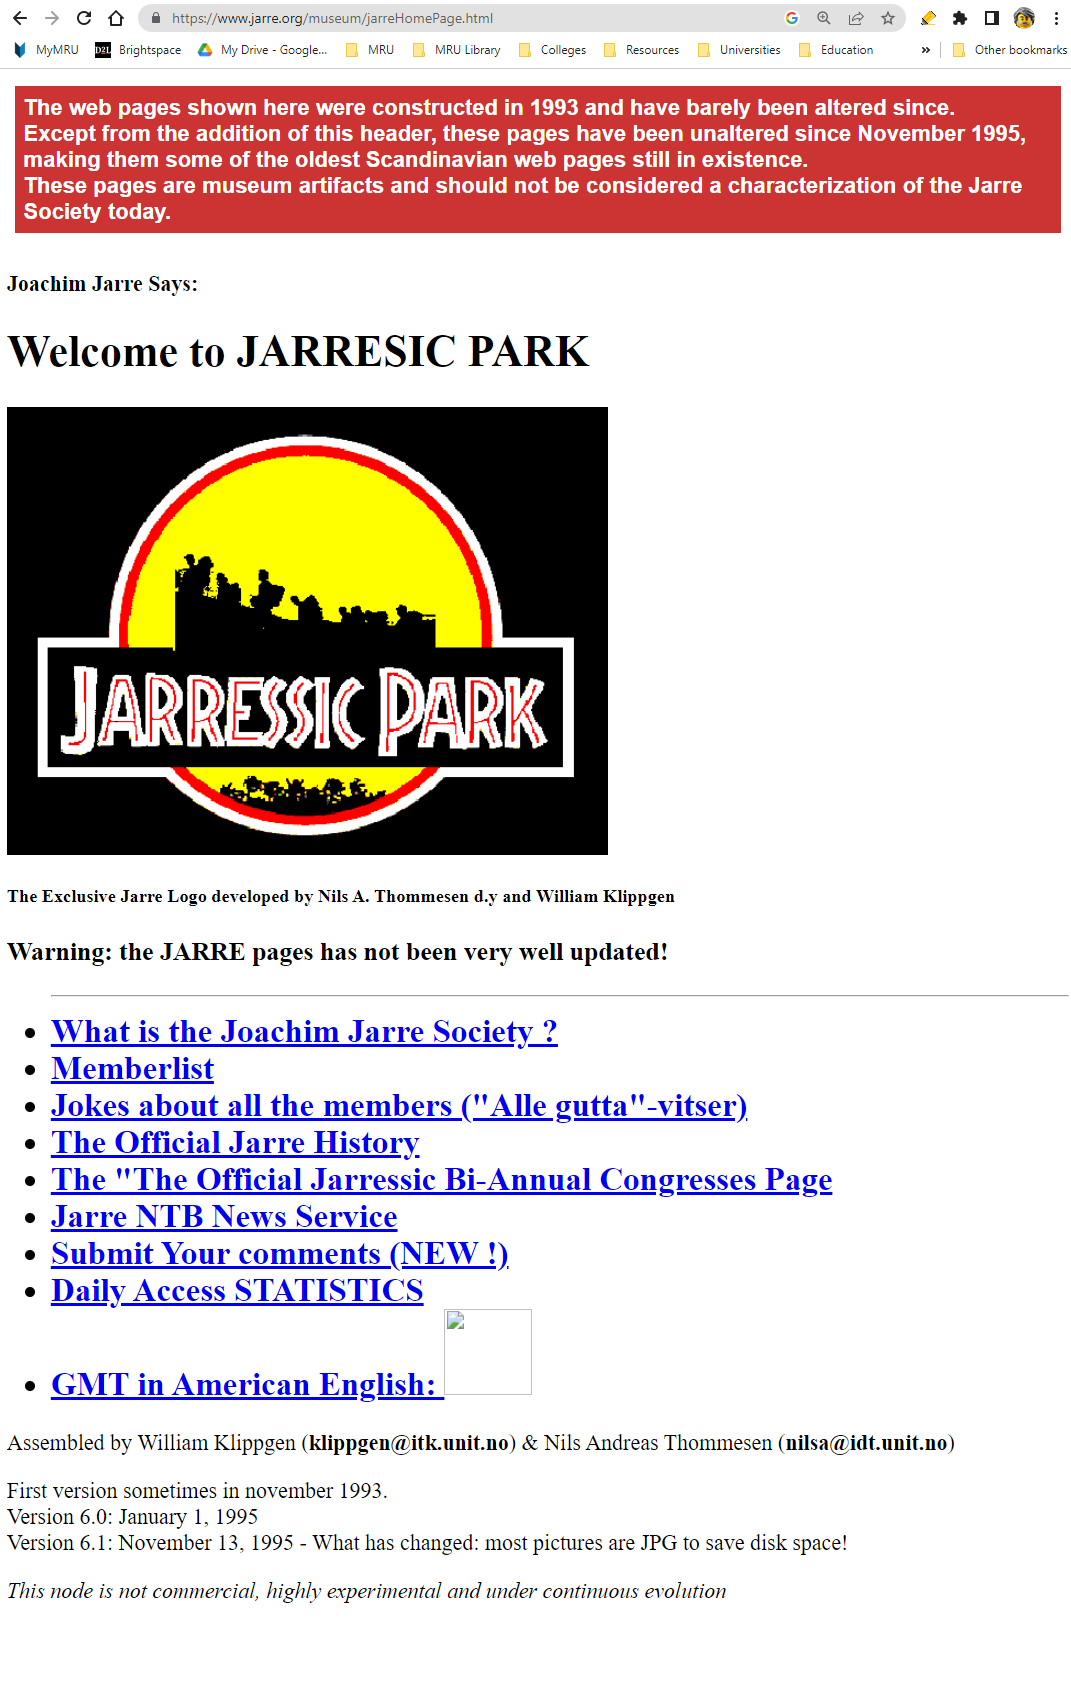 https://www.jarre.org/museum/jarreHomePage.html
MyMRU D2L Brightspace My Drive - Google... MRU MRU Library Colleges Resources Universities Education » Other bookmarks
The web pages shown here were constructed in 1993 and have barely been altered since.
Except from the addition of this header, these pages have been unaltered since November 1995,
making them some of the oldest Scandinavian web pages still in existence.
These pages are museum artifacts and should not be considered a characterization of the Jarre
Society today.
Joachim Jarre Says:
Welcome to JARRESIC PARK
JARRESSIC PARK
The Exclusive Jarre Logo developed by Nils A. Thommesen d.y and William Klippgen
Warning: the JARRE pages has not been very well updated!
What is the Joachim Jarre Society ?
Memberlist
Jokes about all the members ("Alle gutta"-vitser)
The Official Jarre History
The "The Official Jarressic Bi-Annual Congresses Page
Jarre NTB News Service
Submit Your comments (NEW !)
Daily Access STATISTICS
GMT in American English:
Assembled by William Klippgen (klippgen@itk.unit.no) & Nils Andreas Thommesen (nilsa@idt.unit.no)
First version sometimes in november 1993.
Version 6.0: January 1, 1995
Version 6.1: November 13, 1995 - What has changed: most pictures are JPG to save disk space!
This node is not commercial, highly experimental and under continuous evolution